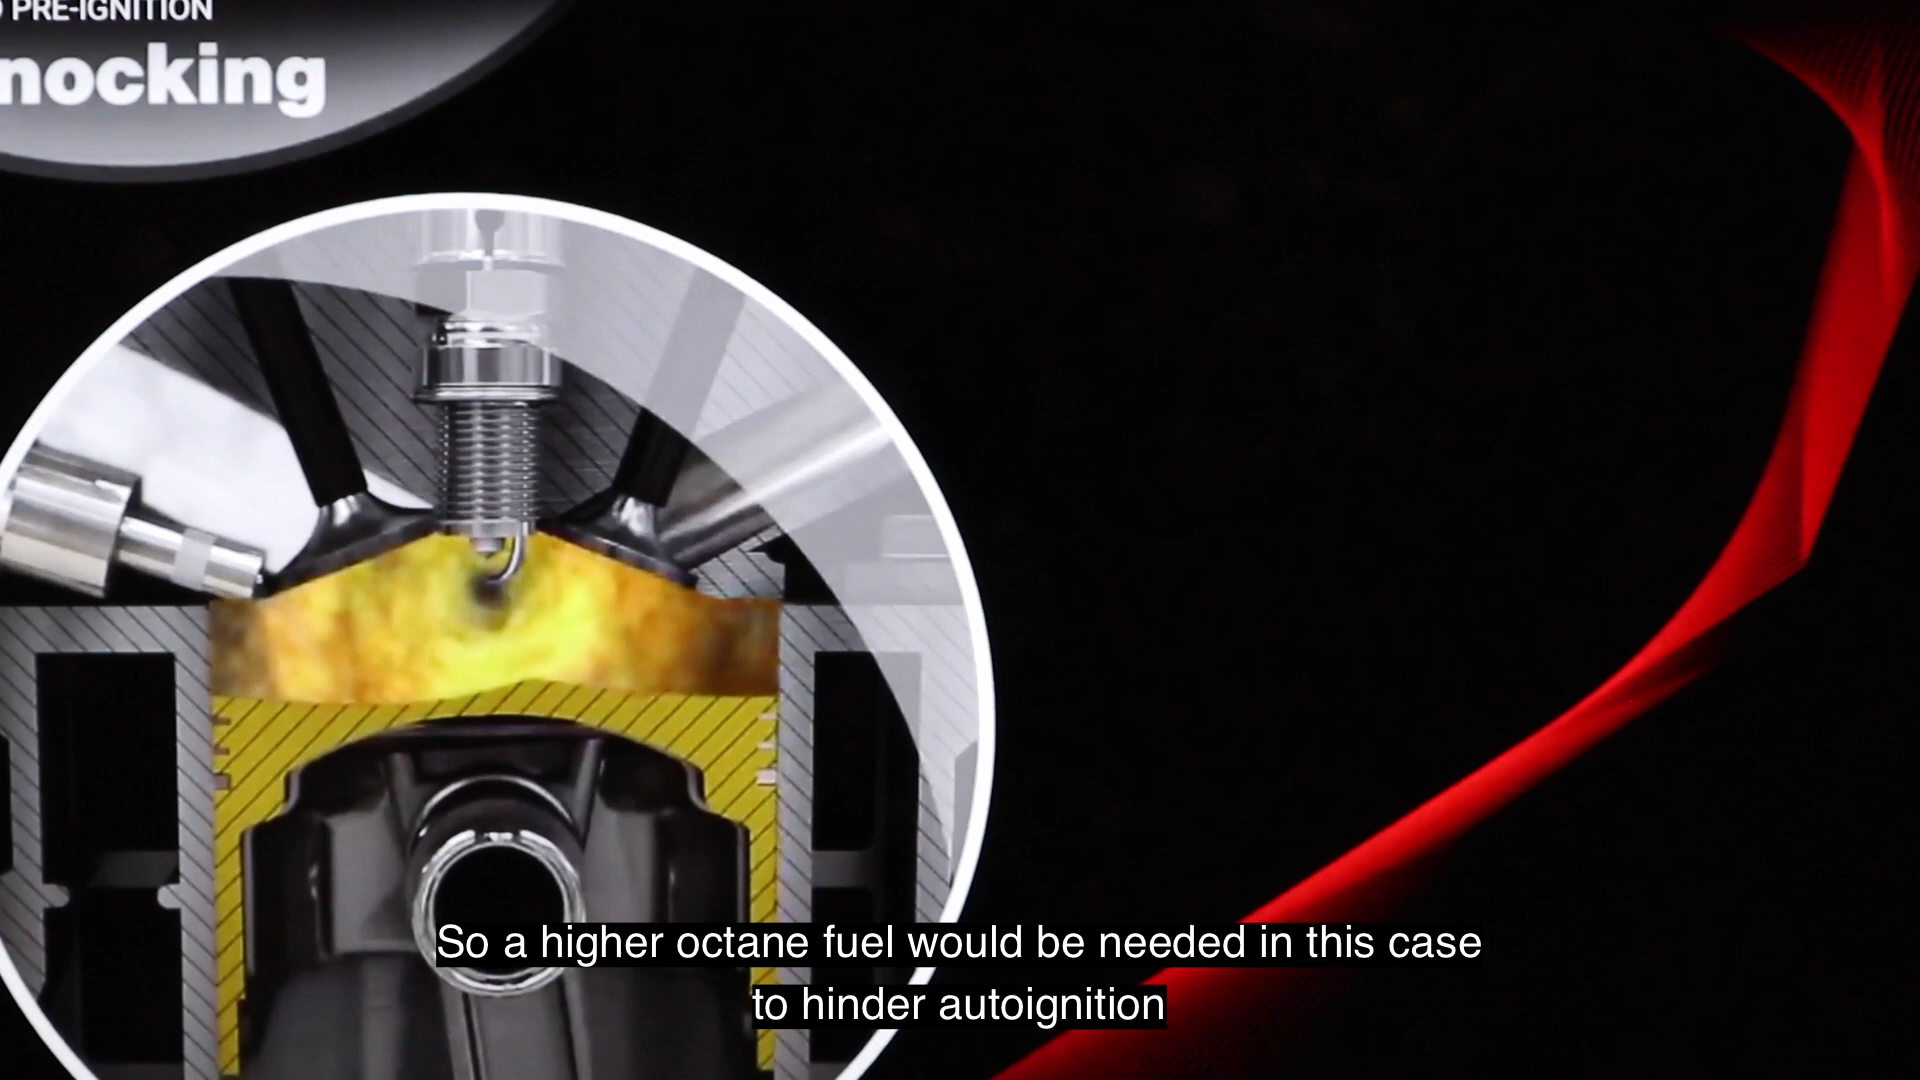 PRE-IGNITION
nocking
So a higher octane fuel would be needed in this case
to hinder autoignition